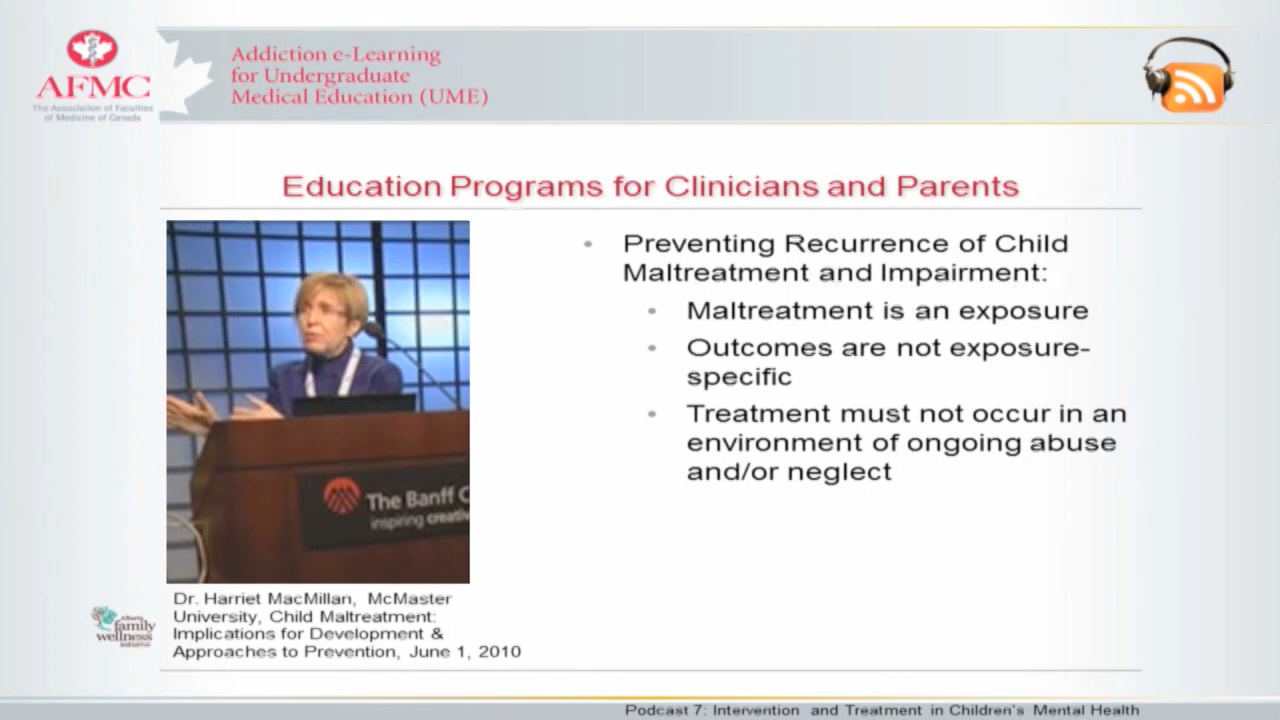 AFMC
The Association of Faculties
of Medicine of Canada
Addiction e-Learning
for Undergraduate
Medical Education (UME)
Education Programs for Clinicians and Parents
• Preventing Recurrence of Child
Maltreatment and Impairment:
• Maltreatment is an exposure
• Outcomes are not exposure-
specific
• Treatment must not occur in an
environment of ongoing abuse
and/or neglect
The Banff C
inspiring creativ
Dr. Harriet MacMillan, McMaster
University, Child Maltreatment:
Implications for Development &
Approaches to Prevention, June 1, 2010
Alberta
family
wellness
initiative
Podcast 7: Intervention and Treatment in Children's Mental Health